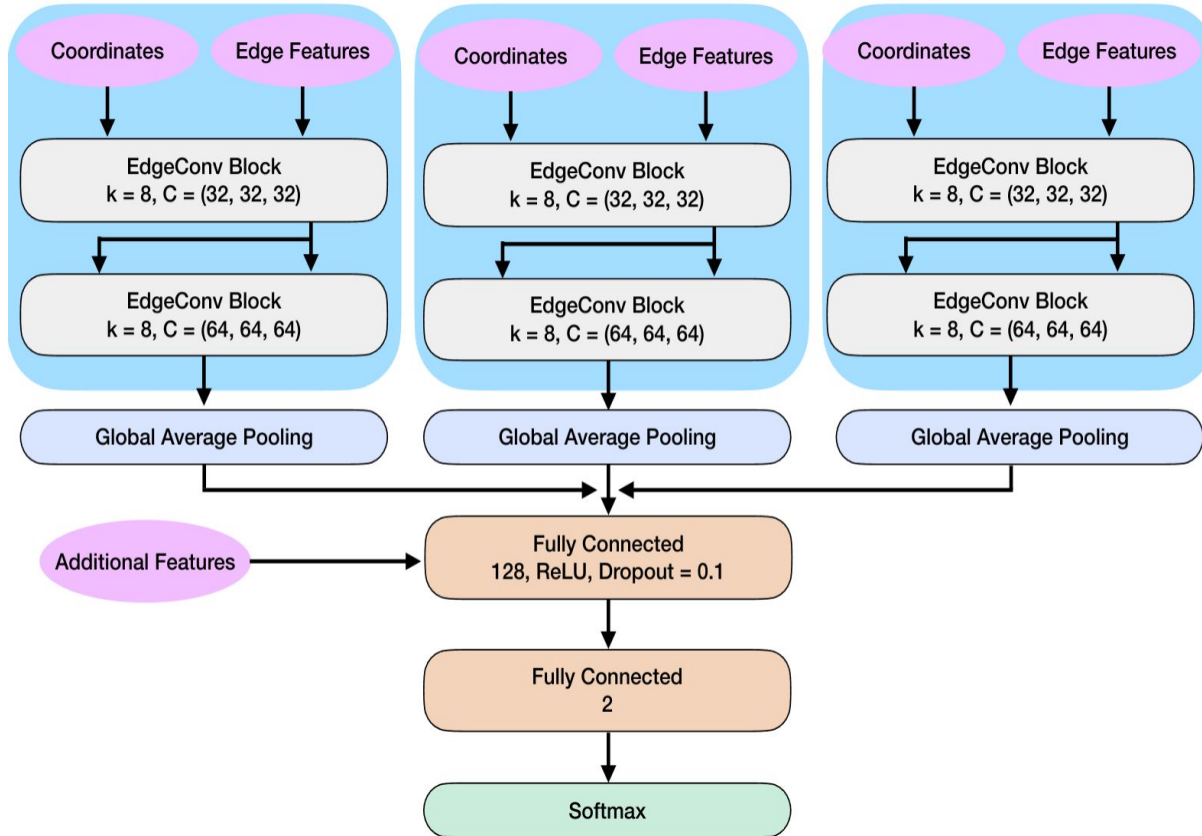 Coordinates
Edge Features
Coordinates
Edge Features
Coordinates
Edge Features
EdgeConv Block
k = 8, C = (32, 32, 32)
EdgeConv Block
k = 8, C = (32, 32, 32)
EdgeConv Block
k = 8, C = (32, 32, 32)
EdgeConv Block
k = 8, C = (64, 64, 64)
EdgeConv Block
k = 8, C = (64, 64, 64)
EdgeConv Block
k = 8, C = (64, 64, 64)
Global Average Pooling
Global Average Pooling
Global Average Pooling
Additional Features
Fully Connected
128, ReLU, Dropout = 0.1
Fully Connected
2
Softmax